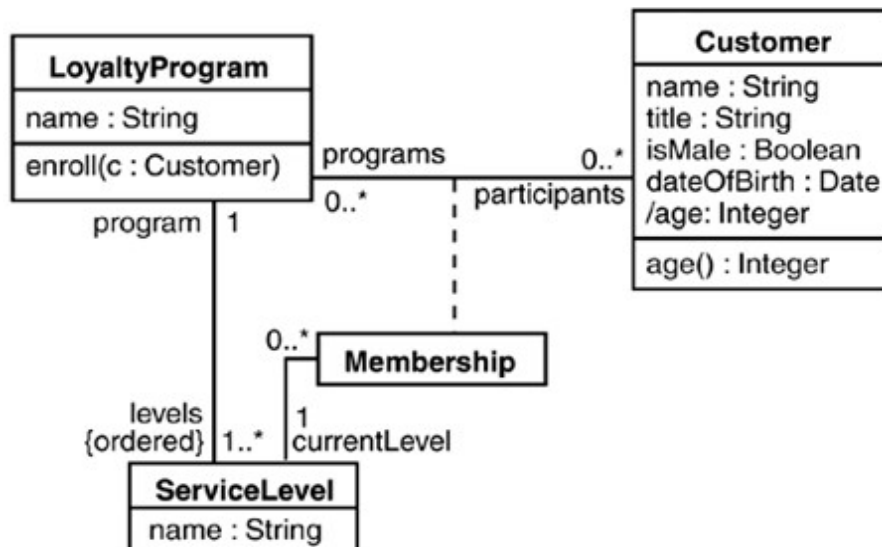 LoyaltyProgram
name : String
enroll(c : Customer)
Customer
name : String
title : String
isMale : Boolean
dateOfBirth : Date
/age: Integer
age() : Integer
programs
0..*
0..*
participants
program
1
0..*
Membership
levels
{ordered}
1..*
1
currentLevel
ServiceLevel
name : String